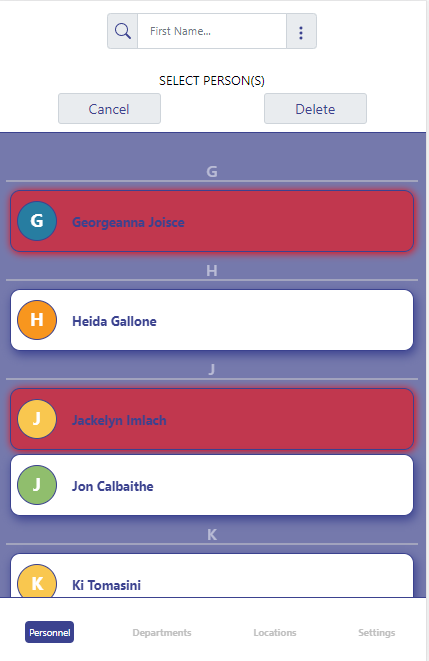 First Name...
SELECT PERSON(S)
Cancel Delete
G
G Georgeanna Joisce
H
H Heida Gallone
J
J Jackelyn Imiach
J Jon Calbaithe
K
K Ki Tomasini
Personnel Departments Locations Settings